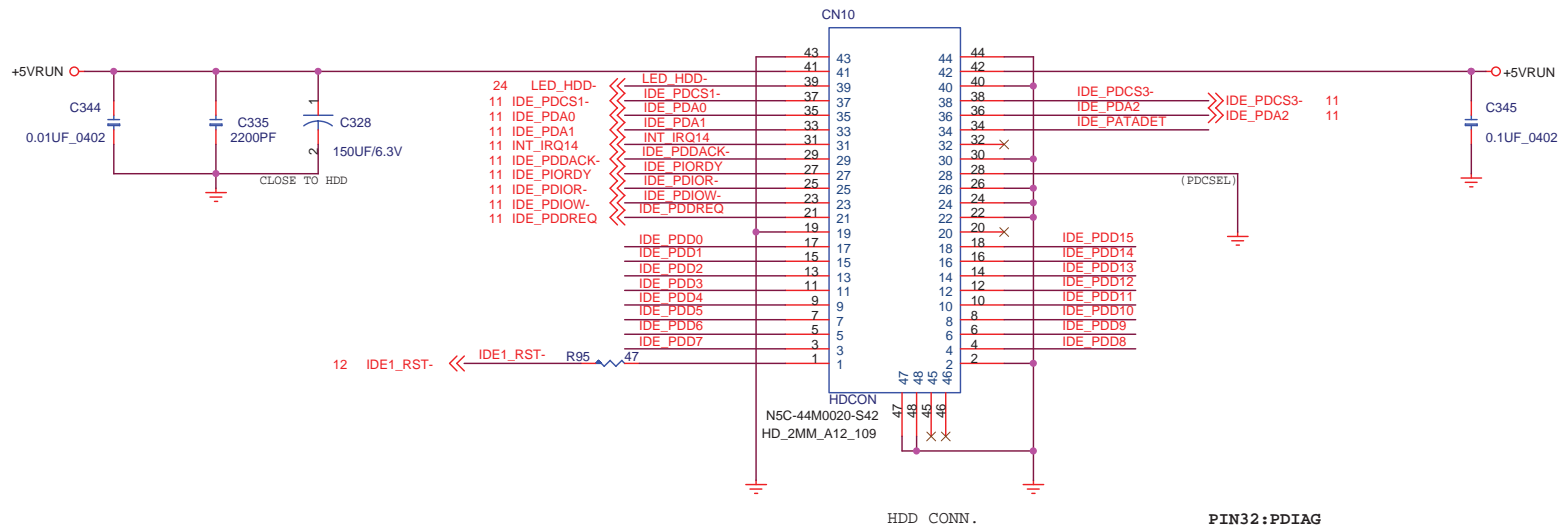 CN10
+5VRUN
C344
0.01UF_0402
C335
2200PF
1
C328
2
150UF/6.3V
CLOSE TO HDD
24 LED_HDD- LED_HDD-
11 IDE_PDCS1- IDE_PDCS1-
11 IDE_PDA0 IDE_PDA0
11 IDE_PDA1 IDE_PDA1
11 INT_IRQ14 INT_IRQ14
11 IDE_PDDACK- IDE_PDDACK-
11 IDE_PIORDY IDE_PIORDY
11 IDE_PDIOR- IDE_PDIOR-
11 IDE_PDIOW- IDE_PDIOW-
11 IDE_PDDREQ IDE_PDDREQ
IDE_PDD0
IDE_PDD1
IDE_PDD2
IDE_PDD3
IDE_PDD4
IDE_PDD5
IDE_PDD6
IDE_PDD7
12 IDE1_RST- IDE1_RST- R95 47
43 43 44 44
41 41 42 42
39 39 40 40
37 37 38 38
35 35 36 36
33 33 34 34
31 31 32 32
29 29 30 30
27 27 28 28
25 25 26 26
23 23 24 24
21 21 22 22
19 19 20 20
17 17 18 18
15 15 16 16
13 13 14 14
11 11 12 12
9 9 10 10
7 7 8 8
5 5 6 6
3 3 4 4
1 1 2 2
47 48 45 46
47 48 45 46
HDCON
N5C-44M0020-S42
HD_2MM_A12_109
IDE_PDCS3- IDE_PDCS3- 11
IDE_PDA2 IDE_PDA2 11
IDE_PATADET
(PDCSEL)
IDE_PDD15
IDE_PDD14
IDE_PDD13
IDE_PDD12
IDE_PDD11
IDE_PDD10
IDE_PDD9
IDE_PDD8
+5VRUN
C345
0.1UF_0402
HDD CONN.
PIN32:PDIAG